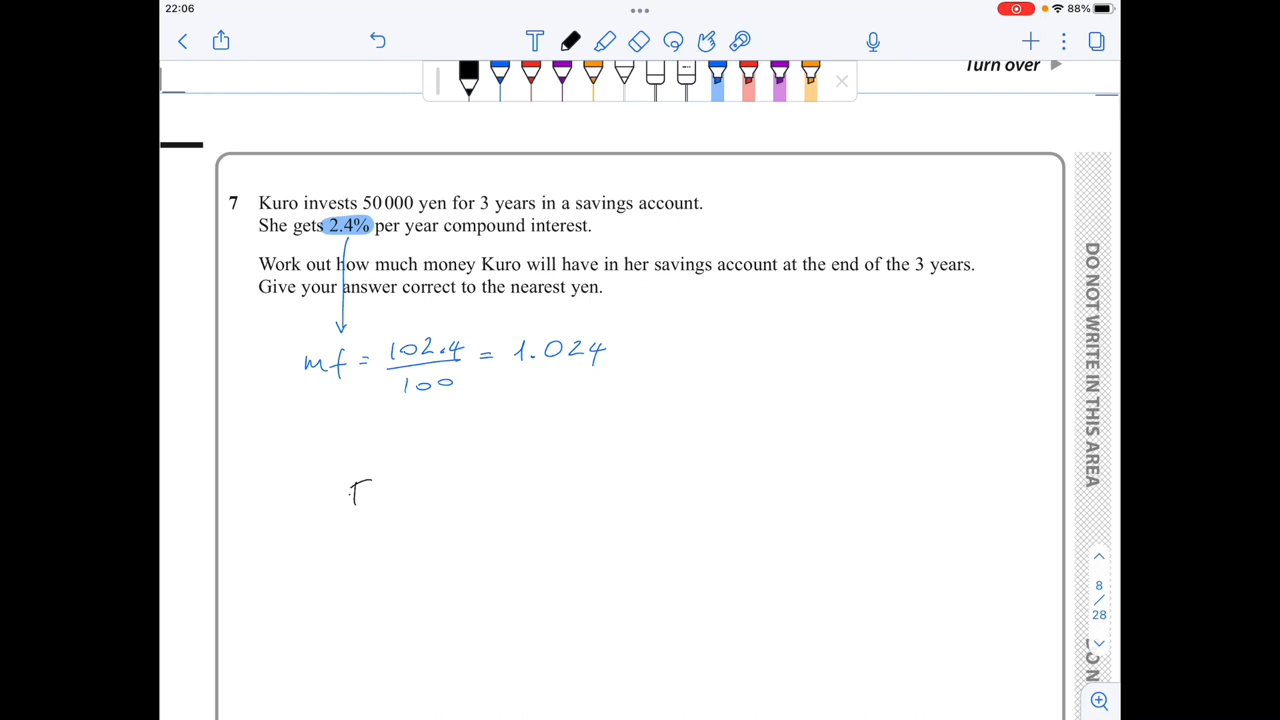 22:06
88%
T
Turn over
7 Kuro invests 50 000 yen for 3 years in a savings account.
She gets 2.4% per year compound interest.
Work out how much money Kuro will have in her savings account at the end of the 3 years.
Give your answer correct to the nearest yen.
mf = 102.4/100 = 1.024
DO NOT WRITE IN THIS AREA
8
/
28